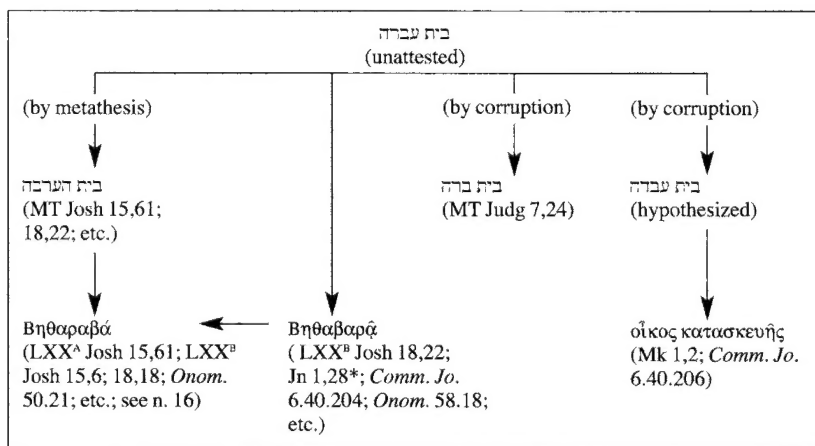 בית עברה
(unattested)
(by metathesis)
בית הערבה
(MT Josh 15,61;
18,22; etc.)
Βηθαραβά
(LXXᴬ Josh 15,61; LXXᴮ
Josh 15,6; 18,18; Onom.
50.21; etc.; see n. 16)
Βηθαβαρᾷ
( LXXᴮ Josh 18,22;
Jn 1,28*; Comm. Jo.
6.40.204; Onom. 58.18;
etc.)
(by corruption)
בית ברה
(MT Judg 7,24)
(by corruption)
בית עבדה
(hypothesized)
οἶκος κατασκευῆς
(Mk 1,2; Comm. Jo.
6.40.206)